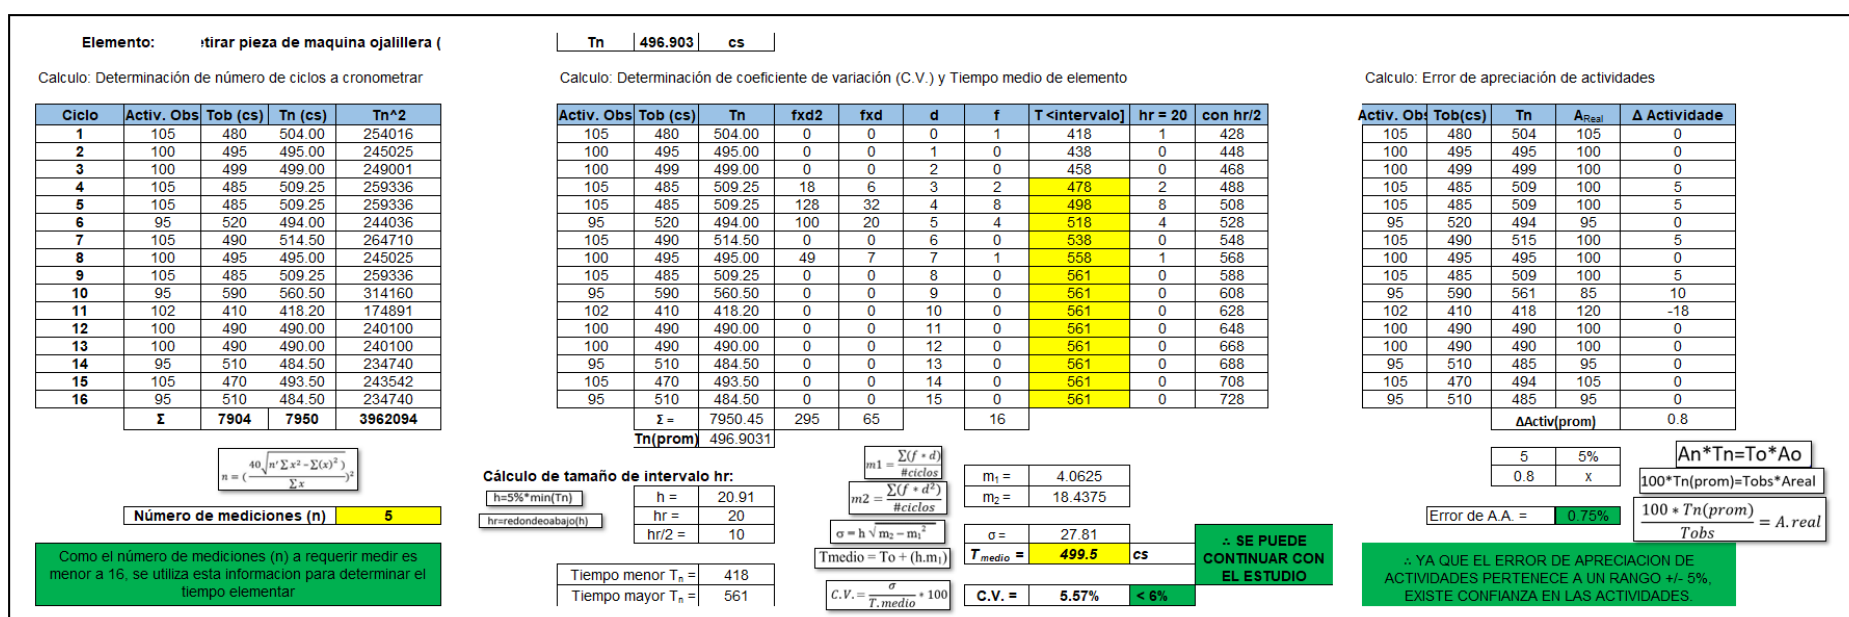 Elemento: tirar pieza de maquina ojalillera (
Tn 496.903 cs
Calculo: Determinación de número de ciclos a cronometrar
Ciclo Activ. Obs Tob (cs) Tn (cs) Tn^2
1 105 480 504.00 254016
2 100 495 495.00 245025
3 100 499 499.00 249001
4 105 485 509.25 259336
5 105 485 509.25 259336
6 95 520 494.00 244036
7 105 490 514.50 264710
8 100 495 495.00 245025
9 105 485 509.25 259336
10 95 590 560.50 314160
11 102 410 418.20 174891
12 100 490 490.00 240100
13 100 490 490.00 240100
14 95 510 484.50 234740
15 105 470 493.50 243542
16 95 510 484.50 234740
Σ 7904 7950 3962094
n = ( 40√n′ Σ x² − Σ(x)² ) / Σ x )²
Número de mediciones (n) 5
Como el número de mediciones (n) a requerir medir es
menor a 16, se utiliza esta informacion para determinar el
tiempo elementar
Calculo: Determinación de coeficiente de variación (C.V.) y Tiempo medio de elemento
Activ. Obs Tob (cs) Tn fxd2 fxd d f T <intervalo] hr = 20 con hr/2
105 480 504.00 0 0 0 1 418 1 428
100 495 495.00 0 0 1 0 438 0 448
100 499 499.00 0 0 2 0 458 0 468
105 485 509.25 18 6 3 2 478 2 488
105 485 509.25 128 32 4 8 498 8 508
95 520 494.00 100 20 5 4 518 4 528
105 490 514.50 0 0 6 0 538 0 548
100 495 495.00 49 7 7 1 558 1 568
105 485 509.25 0 0 8 0 561 0 588
95 590 560.50 0 0 9 0 561 0 608
102 410 418.20 0 0 10 0 561 0 628
100 490 490.00 0 0 11 0 561 0 648
100 490 490.00 0 0 12 0 561 0 668
95 510 484.50 0 0 13 0 561 0 688
105 470 493.50 0 0 14 0 561 0 708
95 510 484.50 0 0 15 0 561 0 728
Σ = 7950.45 295 65 16
Tn(prom) 496.9031
Cálculo de tamaño de intervalo hr:
h=5%*min(Tn)
hr=redondeoabajo(h)
h = 20.91
hr = 20
hr/2 = 10
Tiempo menor Tₙ = 418
Tiempo mayor Tₙ = 561
m1 = Σ(f * d) / #ciclos
m2 = Σ(f * d²) / #ciclos
σ = h √m₂ − m₁²
Tmedio = To + (h.m₁)
C.V. = σ / T.medio * 100
m₁ = 4.0625
m₂ = 18.4375
σ = 27.81
T medio = 499.5 cs
C.V. = 5.57% < 6%
∴ SE PUEDE
CONTINUAR CON
EL ESTUDIO
Calculo: Error de apreciación de actividades
Activ. Obs Tob(cs) Tn A Real Δ Actividade
105 480 504 105 0
100 495 495 100 0
100 499 499 100 0
105 485 509 100 5
105 485 509 100 5
95 520 494 95 0
105 490 515 100 5
100 495 495 100 0
105 485 509 100 5
95 590 561 85 10
102 410 418 120 -18
100 490 490 100 0
100 490 490 100 0
95 510 485 95 0
105 470 494 105 0
95 510 485 95 0
ΔActiv(prom) 0.8
5 5%
0.8 x
Error de A.A. = 0.75%
An*Tn=To*Ao
100*Tn(prom)=Tobs*Areal
100 * Tn(prom) / Tobs = A.real
∴ YA QUE EL ERROR DE APRECIACION DE
ACTIVIDADES PERTENECE A UN RANGO +/- 5%,
EXISTE CONFIANZA EN LAS ACTIVIDADES.